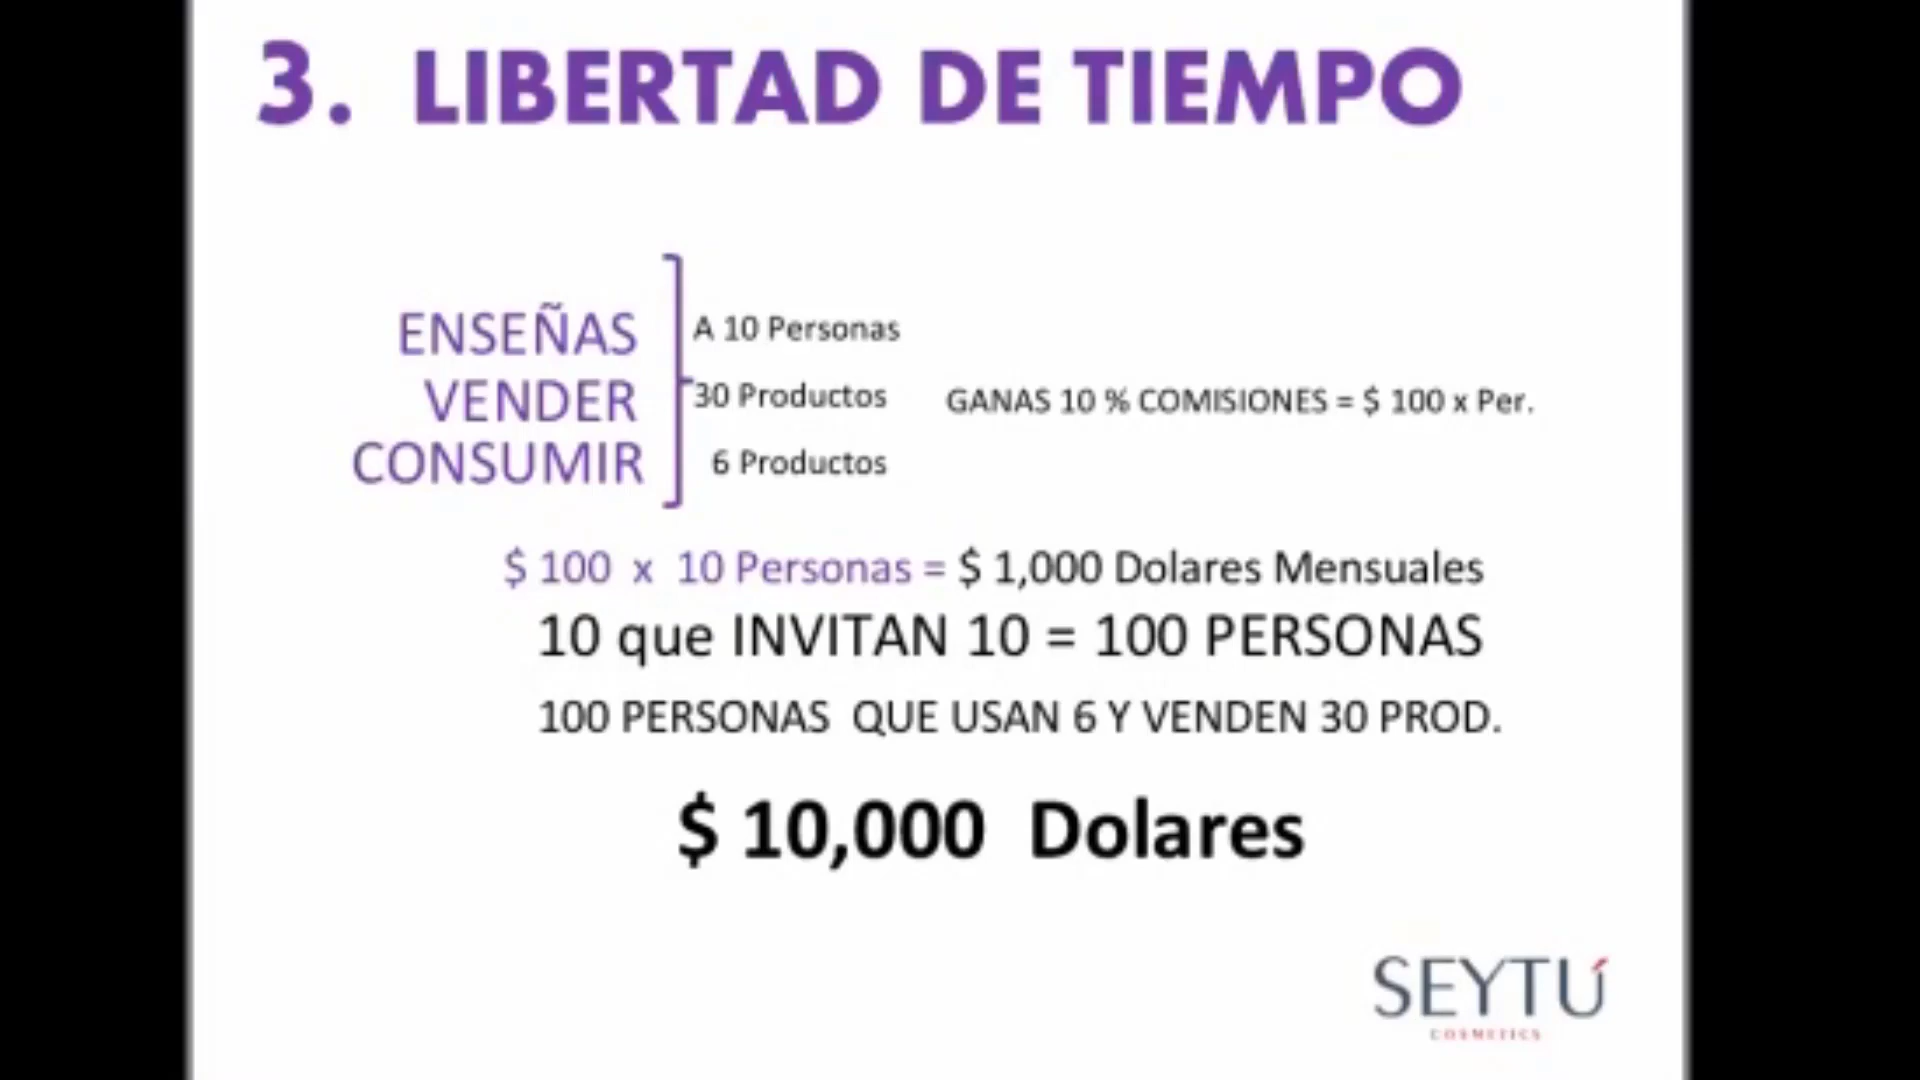 3. LIBERTAD DE TIEMPO
ENSEÑAS
VENDER
CONSUMIR
A 10 Personas
30 Productos
6 Productos
GANAS 10 % COMISIONES = $ 100 x Per.
$ 100 x 10 Personas = $ 1,000 Dolares Mensuales
10 que INVITAN 10 = 100 PERSONAS
100 PERSONAS QUE USAN 6 Y VENDEN 30 PROD.
$ 10,000 Dolares
SEYTÚ
COSMETICS